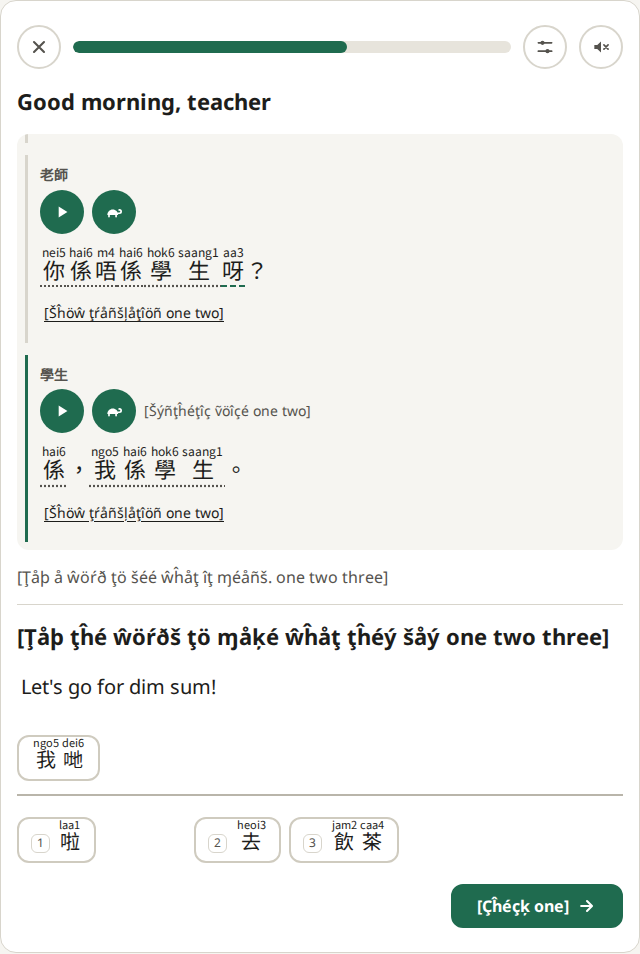 Good morning, teacher
老師
nei5 hai6 m4 hai6 hok6 saang1 aa3
你係唔係學生呀？
[Šĥöŵ ţŕåñšļåţîöñ one two]
學生
[Šýñţĥéţîç ṽöîçé one two]
hai6 ngo5 hai6 hok6 saang1
係，我係學生。
[Šĥöŵ ţŕåñšļåţîöñ one two]
[Ţåþ å ŵöŕð ţö šéé ŵĥåţ îţ ɱéåñš. one two three]
[Ţåþ ţĥé ŵöŕðš ţö ɱåķé ŵĥåţ ţĥéý šåý one two three]
Let's go for dim sum!
ngo5 dei6
我哋
laa1 heoi3 jam2 caa4
1 啦 2 去 3 飲茶
[Çĥéçķ one]